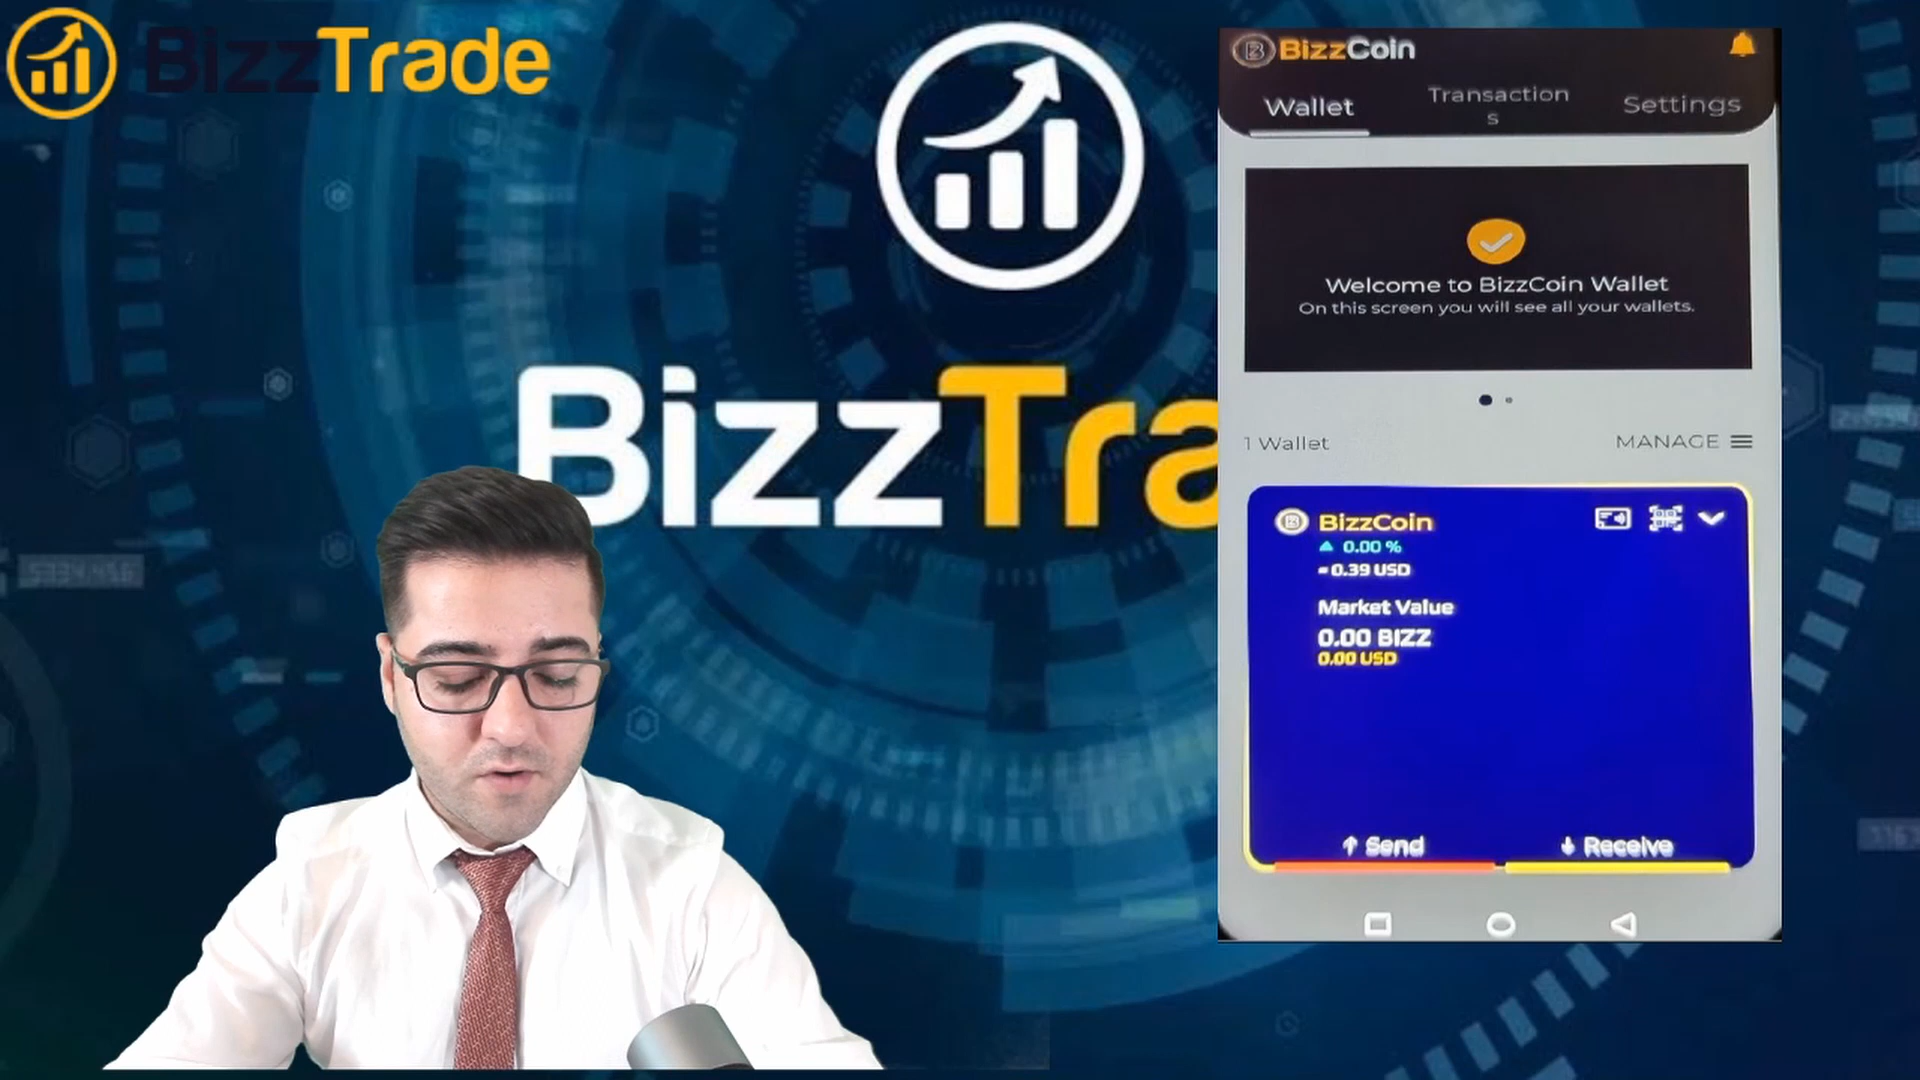 BizzTrade
BizzTra
BizzCoin
Wallet
Transaction
s
Settings
Welcome to BizzCoin Wallet
On this screen you will see all your wallets.
1 Wallet
MANAGE
BizzCoin
0.00 %
0.39 USD
Market Value
0.00 BIZZ
0.00 USD
Send
Receive